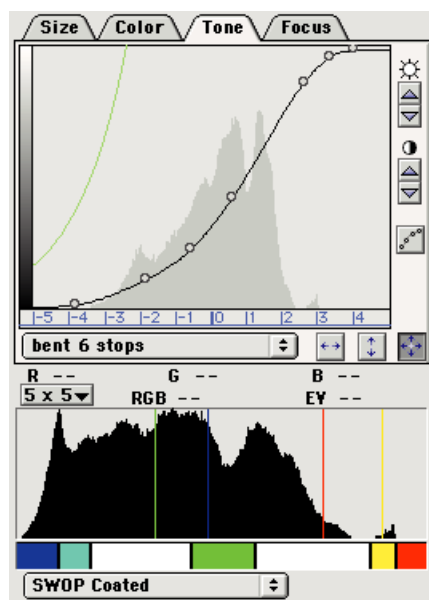 Size Color Tone Focus
|-5 |-4 |-3 |-2 |-1 |0 |1 |2 |3 |4
bent 6 stops
R -- G -- B --
5 x 5 RGB -- EV --
SWOP Coated